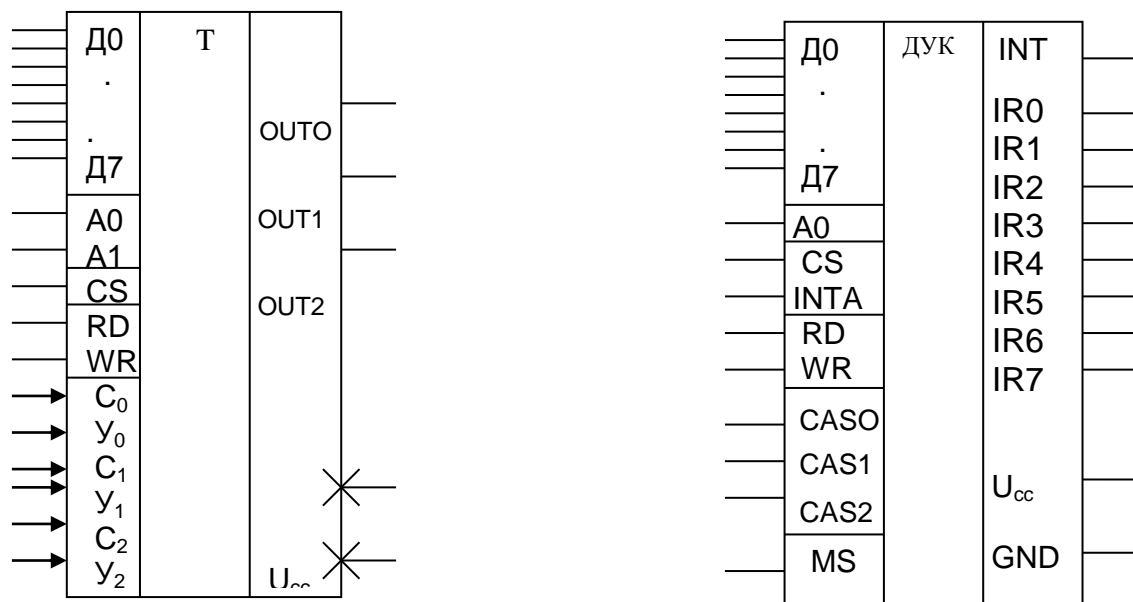 Д0
.
.
Д7
A0
A1
CS
RD
WR
C₀
У₀
C₁
У₁
C₂
У₂
Т
OUTO
OUT1
OUT2
Ucc
Д0
.
.
Д7
A0
CS
INTA
RD
WR
CASO
CAS1
CAS2
MS
ДУК
INT
IR0
IR1
IR2
IR3
IR4
IR5
IR6
IR7
Ucc
GND